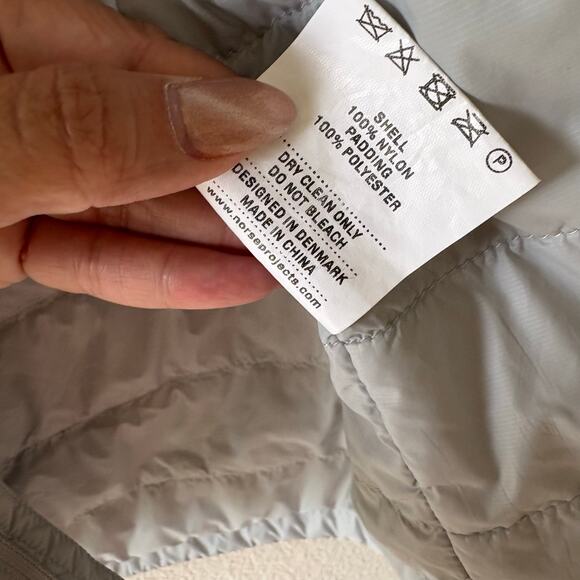 P
SHELL
100% NYLON
PADDING
100% POLYESTER
DRY CLEAN ONLY
DO NOT BLEACH
DESIGNED IN DENMARK
MADE IN CHINA
www.norseprojects.com